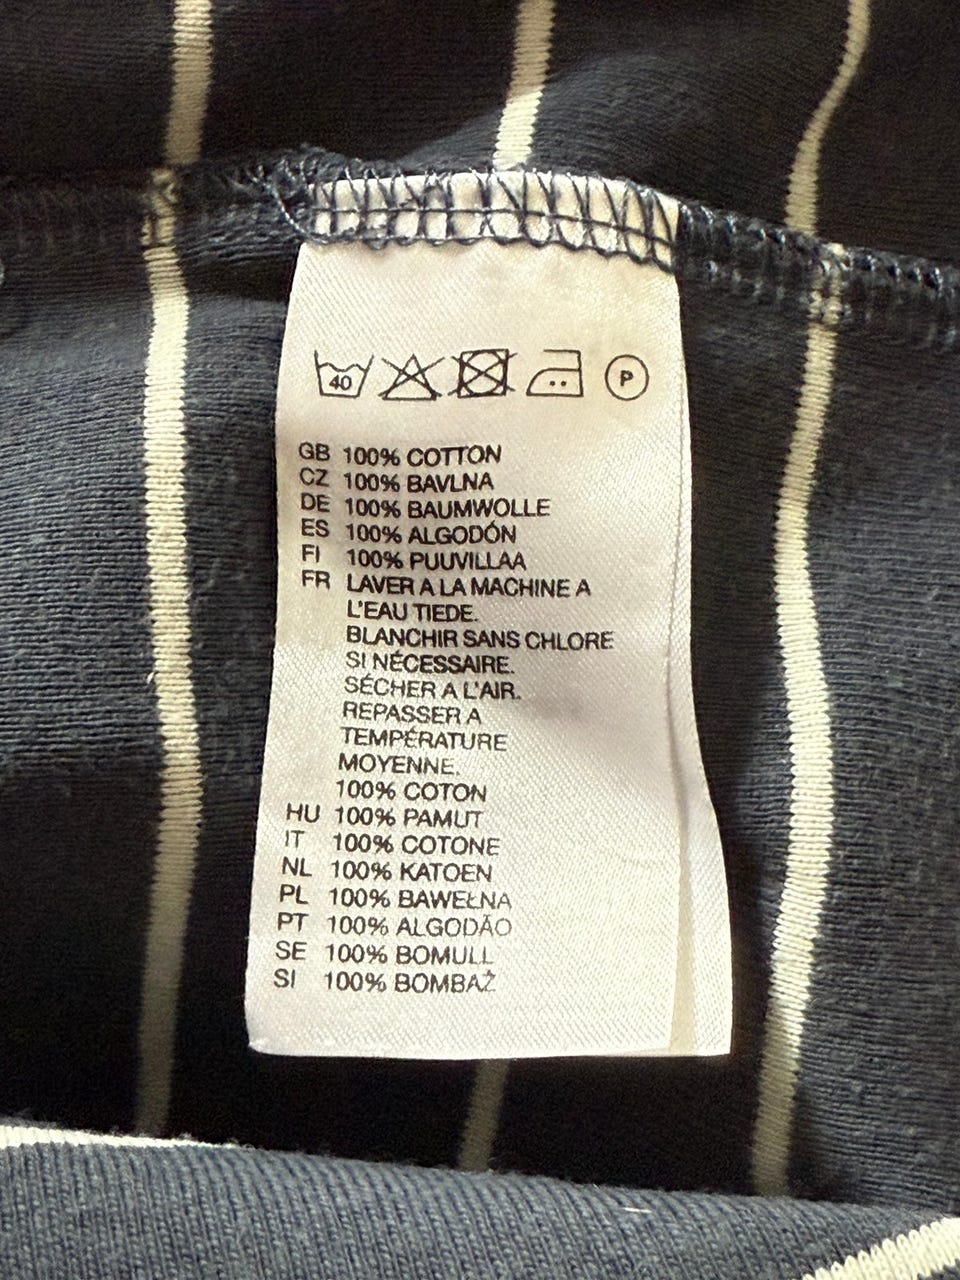 40 P
GB 100% COTTON
CZ 100% BAVLNA
DE 100% BAUMWOLLE
ES 100% ALGODÓN
FI 100% PUUVILLAA
FR LAVER A LA MACHINE A
L'EAU TIEDE.
BLANCHIR SANS CHLORE
SI NÉCESSAIRE.
SÉCHER A L'AIR.
REPASSER A
TEMPÉRATURE
MOYENNE.
100% COTON
HU 100% PAMUT
IT 100% COTONE
NL 100% KATOEN
PL 100% BAWEŁNA
PT 100% ALGODÃO
SE 100% BOMULL
SI 100% BOMBAŽ